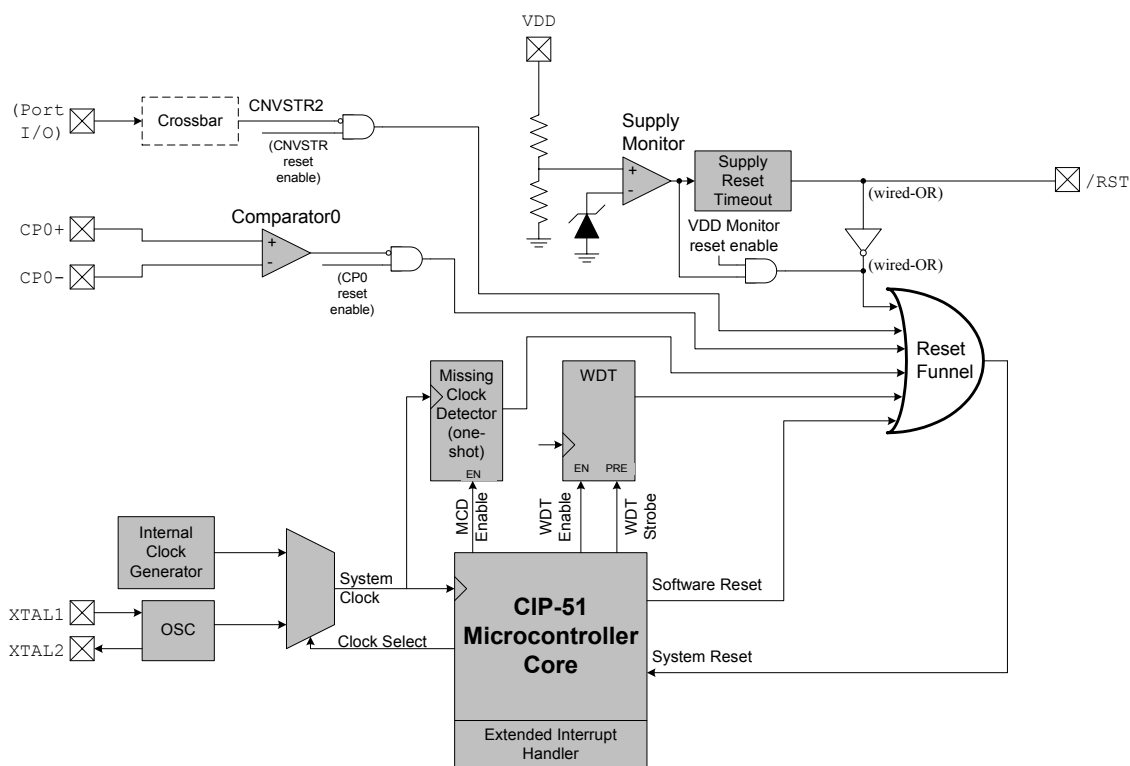 VDD
(Port
I/O)
Crossbar
CNVSTR2
(CNVSTR
reset
enable)
Supply
Monitor
+
-
Supply
Reset
Timeout
/RST
(wired-OR)
VDD Monitor
reset enable
(wired-OR)
CP0+
CP0-
Comparator0
+
-
(CP0
reset
enable)
Reset
Funnel
Missing
Clock
Detector
(one-
shot)
EN
WDT
EN
PRE
MCD
Enable
WDT
Enable
WDT
Strobe
Internal
Clock
Generator
System
Clock
XTAL1
XTAL2
OSC
Clock Select
CIP-51
Microcontroller
Core
Software Reset
System Reset
Extended Interrupt
Handler